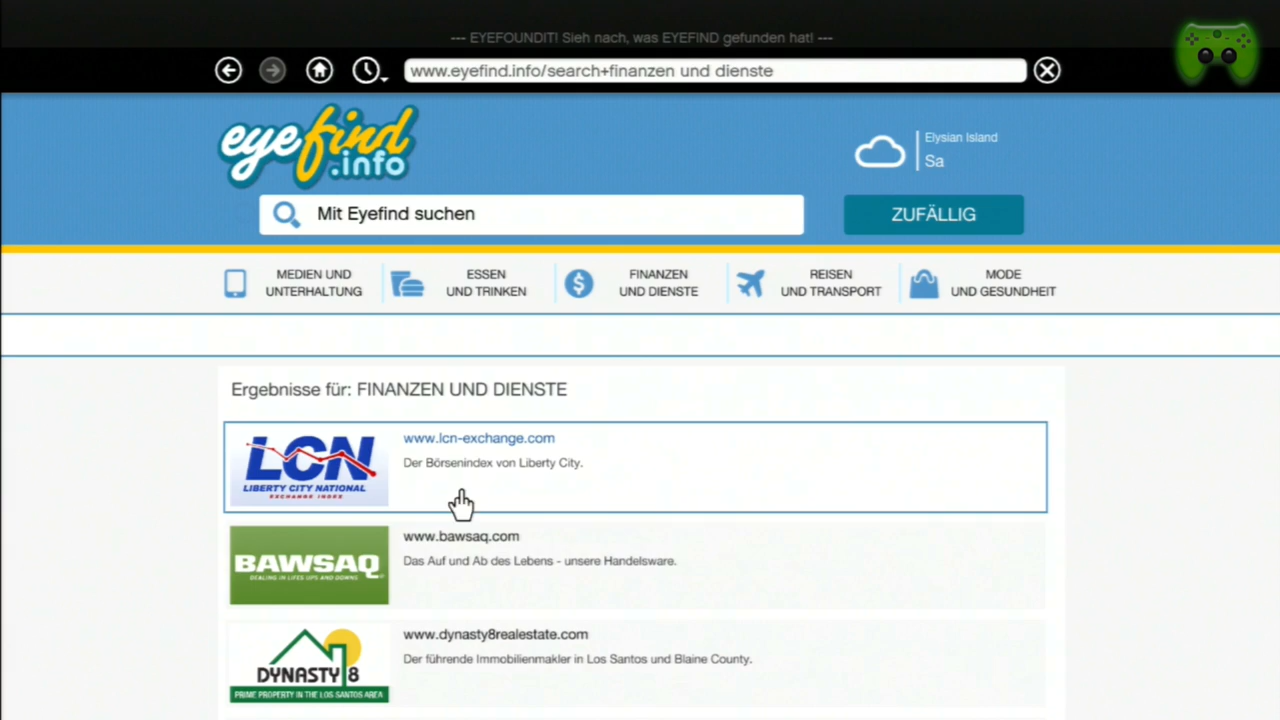 --- EYEFOUNDIT! Sieh nach, was EYEFIND gefunden hat! ---
www.eyefind.info/search+finanzen und dienste
eyefind
.info
Elysian Island
Sa
Mit Eyefind suchen
ZUFÄLLIG
MEDIEN UND
UNTERHALTUNG
ESSEN
UND TRINKEN
FINANZEN
UND DIENSTE
REISEN
UND TRANSPORT
MODE
UND GESUNDHEIT
Ergebnisse für: FINANZEN UND DIENSTE
LCN
LIBERTY CITY NATIONAL
EXCHANGE INDEX
www.lcn-exchange.com
Der Börsenindex von Liberty City.
BAWSAQ
DEALING IN LIFES UPS AND DOWNS
www.bawsaq.com
Das Auf und Ab des Lebens - unsere Handelsware.
DYNASTY 8
PRIME PROPERTY IN THE LOS SANTOS AREA
www.dynasty8realestate.com
Der führende Immobilienmakler in Los Santos und Blaine County.